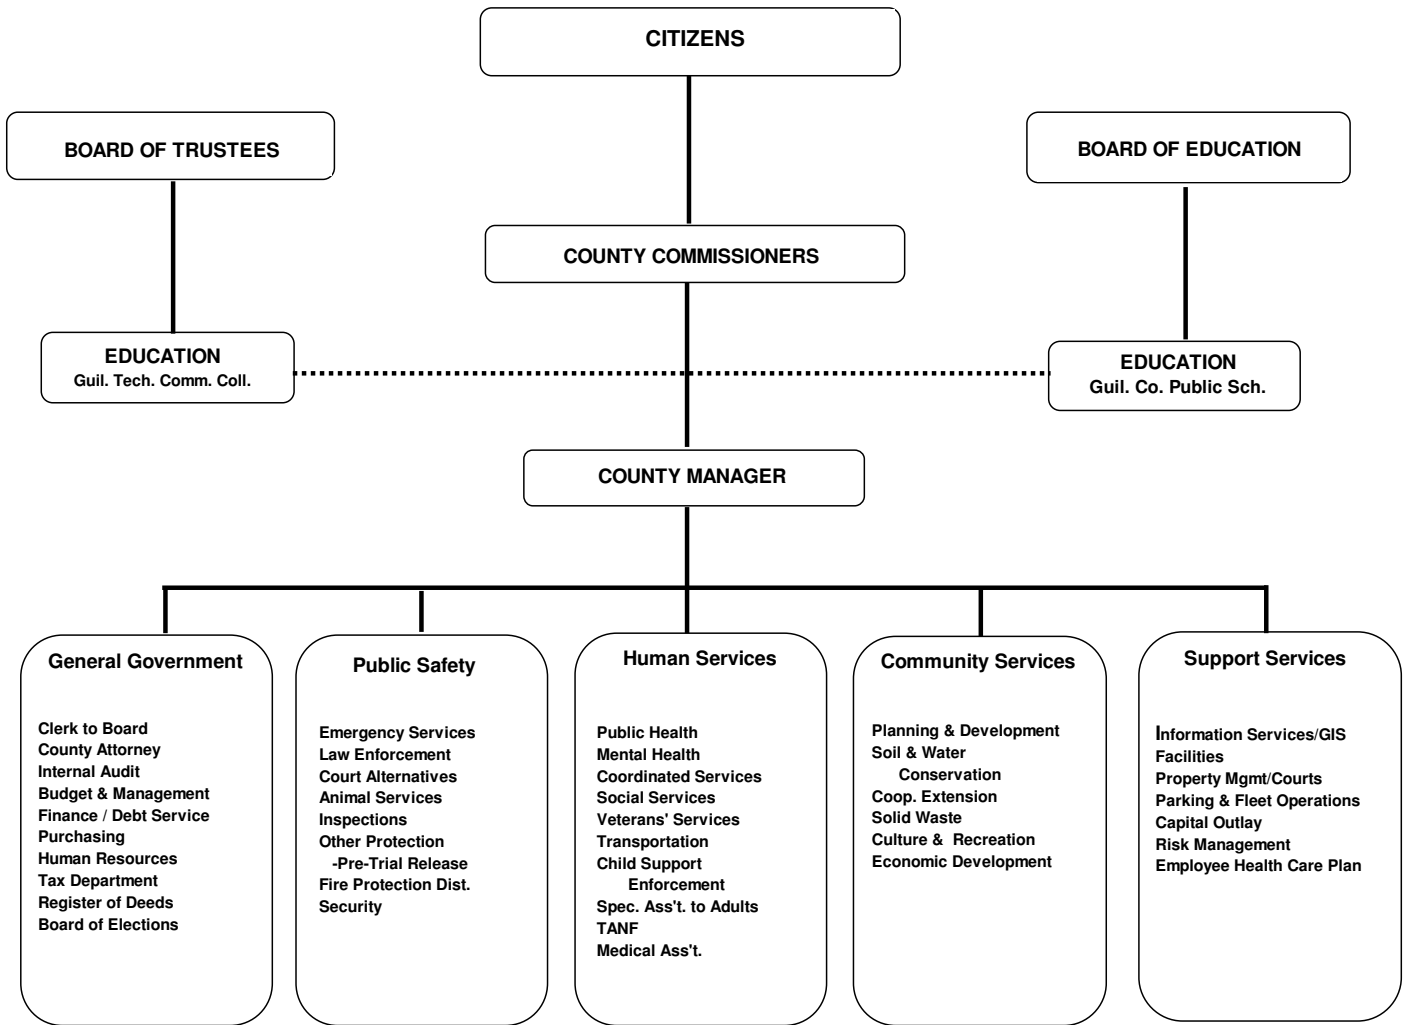 CITIZENS
BOARD OF TRUSTEES
BOARD OF EDUCATION
COUNTY COMMISSIONERS
EDUCATION
Guil. Tech. Comm. Coll.
EDUCATION
Guil. Co. Public Sch.
COUNTY MANAGER
General Government
Clerk to Board
County Attorney
Internal Audit
Budget & Management
Finance / Debt Service
Purchasing
Human Resources
Tax Department
Register of Deeds
Board of Elections
Public Safety
Emergency Services
Law Enforcement
Court Alternatives
Animal Services
Inspections
Other Protection
-Pre-Trial Release
Fire Protection Dist.
Security
Human Services
Public Health
Mental Health
Coordinated Services
Social Services
Veterans' Services
Transportation
Child Support
Enforcement
Spec. Ass't. to Adults
TANF
Medical Ass't.
Community Services
Planning & Development
Soil & Water
Conservation
Coop. Extension
Solid Waste
Culture & Recreation
Economic Development
Support Services
Information Services/GIS
Facilities
Property Mgmt/Courts
Parking & Fleet Operations
Capital Outlay
Risk Management
Employee Health Care Plan